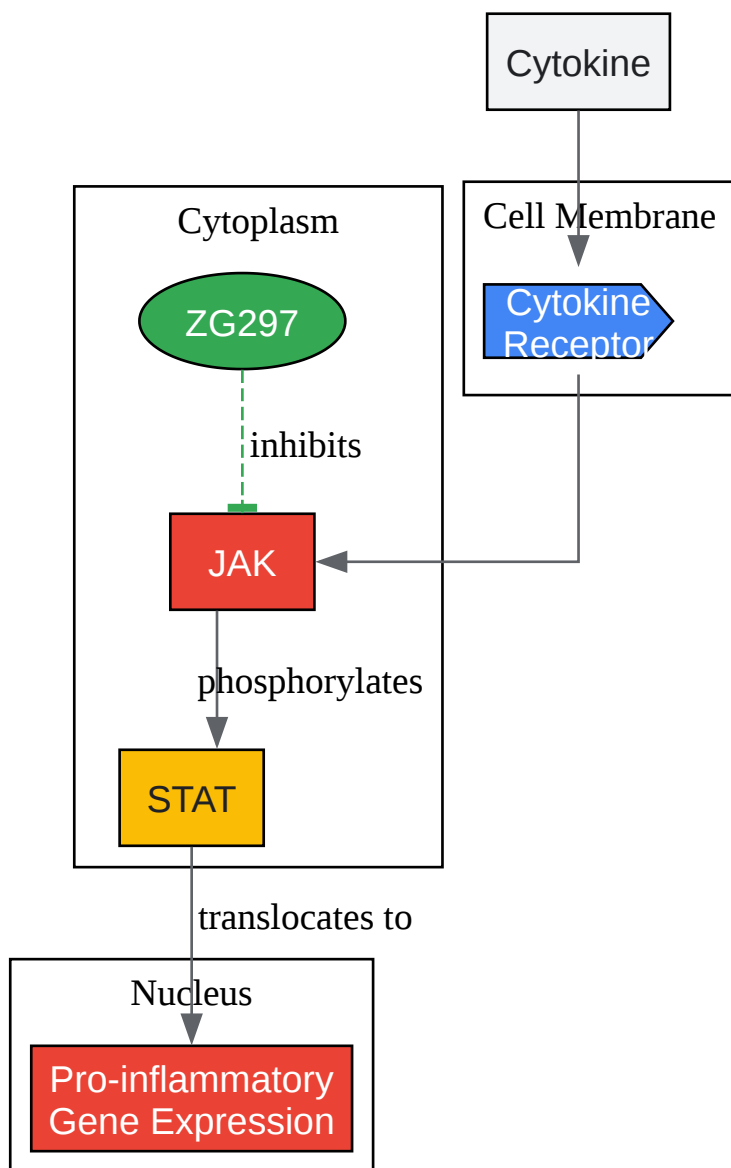 Cytokine
Cytoplasm
Cell Membrane
ZG297
Cytokine
Receptor
inhibits
JAK
phosphorylates
STAT
translocates to
Nucleus
Pro-inflammatory
Gene Expression